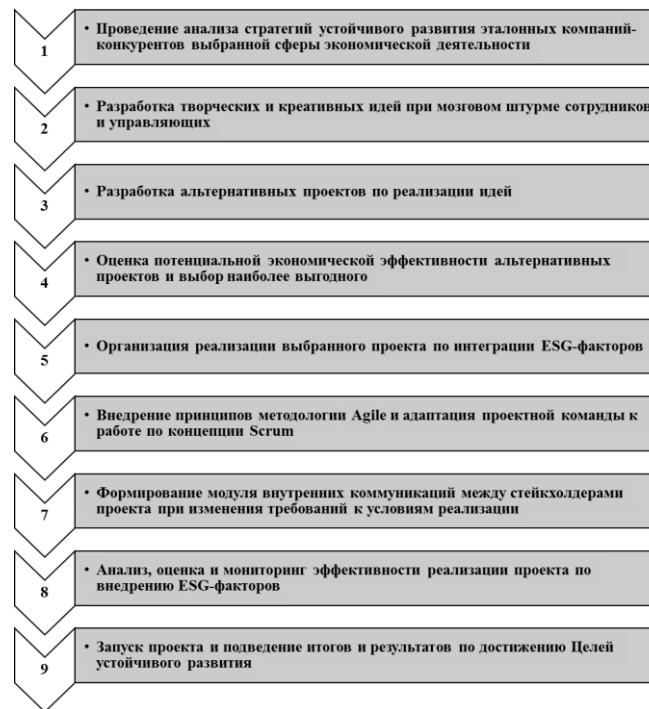 1
• Проведение анализа стратегий устойчивого развития эталонных компаний-
конкурентов выбранной сферы экономической деятельности
2
• Разработка творческих и креативных идей при мозговом штурме сотрудников
и управляющих
3
• Разработка альтернативных проектов по реализации идей
4
• Оценка потенциальной экономической эффективности альтернативных
проектов и выбор наиболее выгодного
5
• Организация реализации выбранного проекта по интеграции ESG-факторов
6
• Внедрение принципов методологии Agile и адаптация проектной команды к
работе по концепции Scrum
7
• Формирование модуля внутренних коммуникаций между стейкхолдерами
проекта при изменения требований к условиям реализации
8
• Анализ, оценка и мониторинг эффективности реализации проекта по
внедрению ESG-факторов
9
• Запуск проекта и подведение итогов и результатов по достижению Целей
устойчивого развития